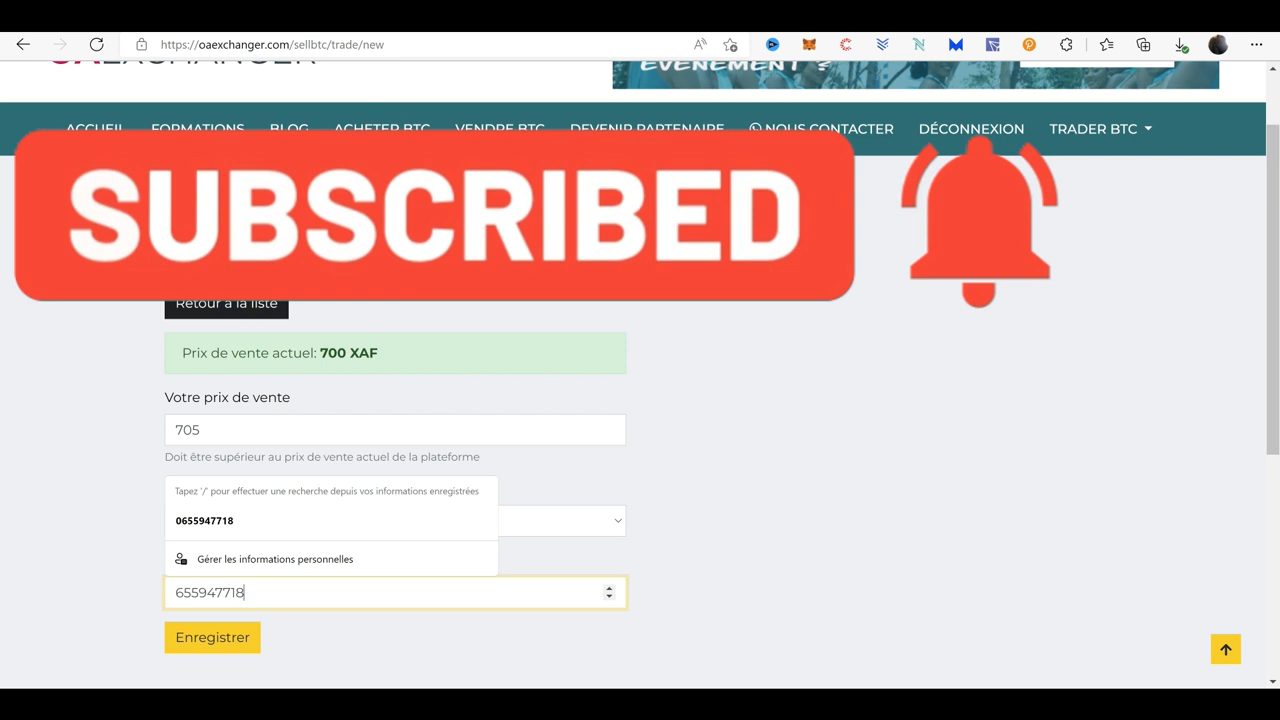 https://oaexchanger.com/sellbtc/trade/new
ÉVÉNEMENT ?
ACCUEIL FORMATIONS BLOG ACHETER BTC VENDRE BTC DEVENIR PARTENAIRE NOUS CONTACTER DÉCONNEXION TRADER BTC
SUBSCRIBED
Retour à la liste
Prix de vente actuel: 700 XAF
Votre prix de vente
705
Doit être supérieur au prix de vente actuel de la plateforme
Tapez '/' pour effectuer une recherche depuis vos informations enregistrées
0655947718
Gérer les informations personnelles
655947718
Enregistrer